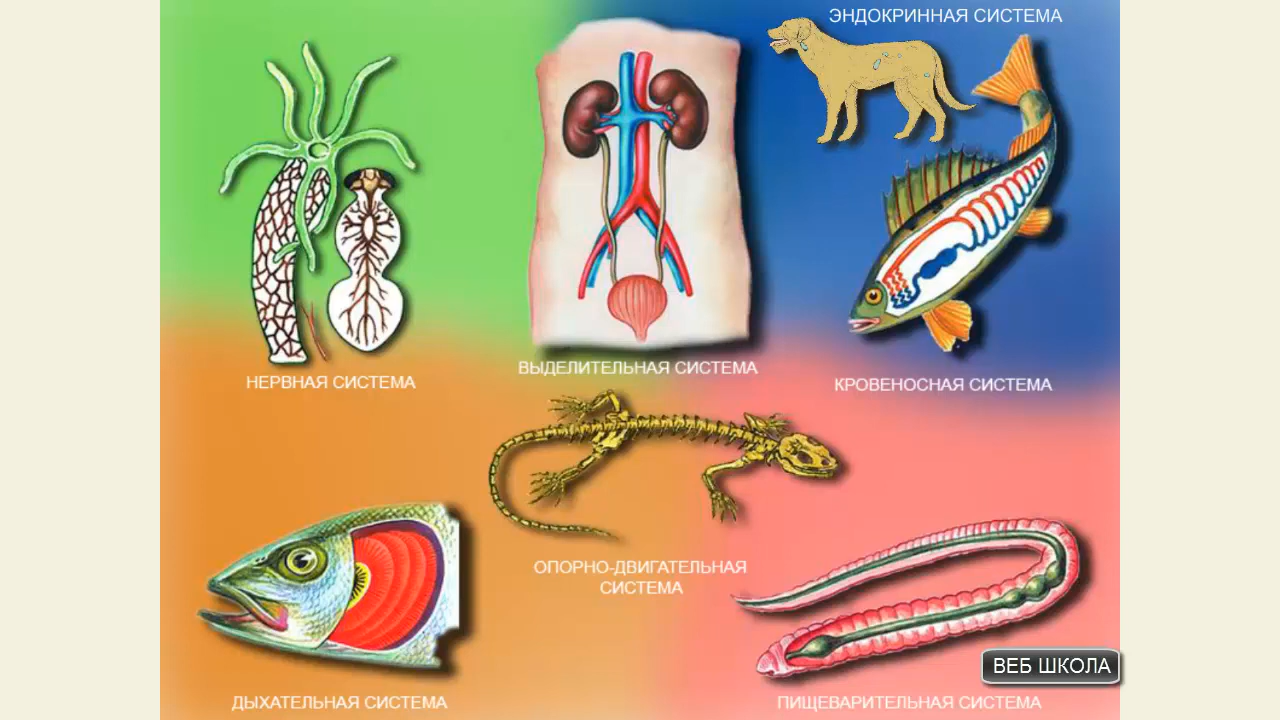 ЭНДОКРИННАЯ СИСТЕМА
НЕРВНАЯ СИСТЕМА
ВЫДЕЛИТЕЛЬНАЯ СИСТЕМА
КРОВЕНОСНАЯ СИСТЕМА
ОПОРНО-ДВИГАТЕЛЬНАЯ
СИСТЕМА
ДЫХАТЕЛЬНАЯ СИСТЕМА
ПИЩЕВАРИТЕЛЬНАЯ СИСТЕМА
ВЕБ ШКОЛА